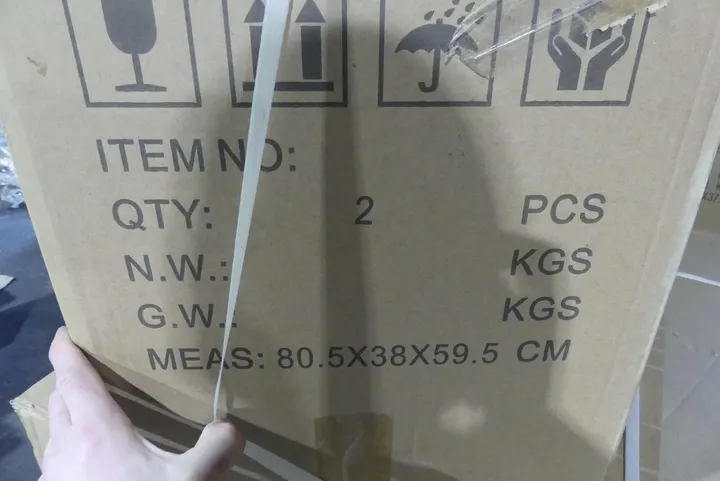 ITEM NO:
QTY: 2 PCS
N.W.: KGS
G.W.: KGS
MEAS: 80.5X38X59.5 CM